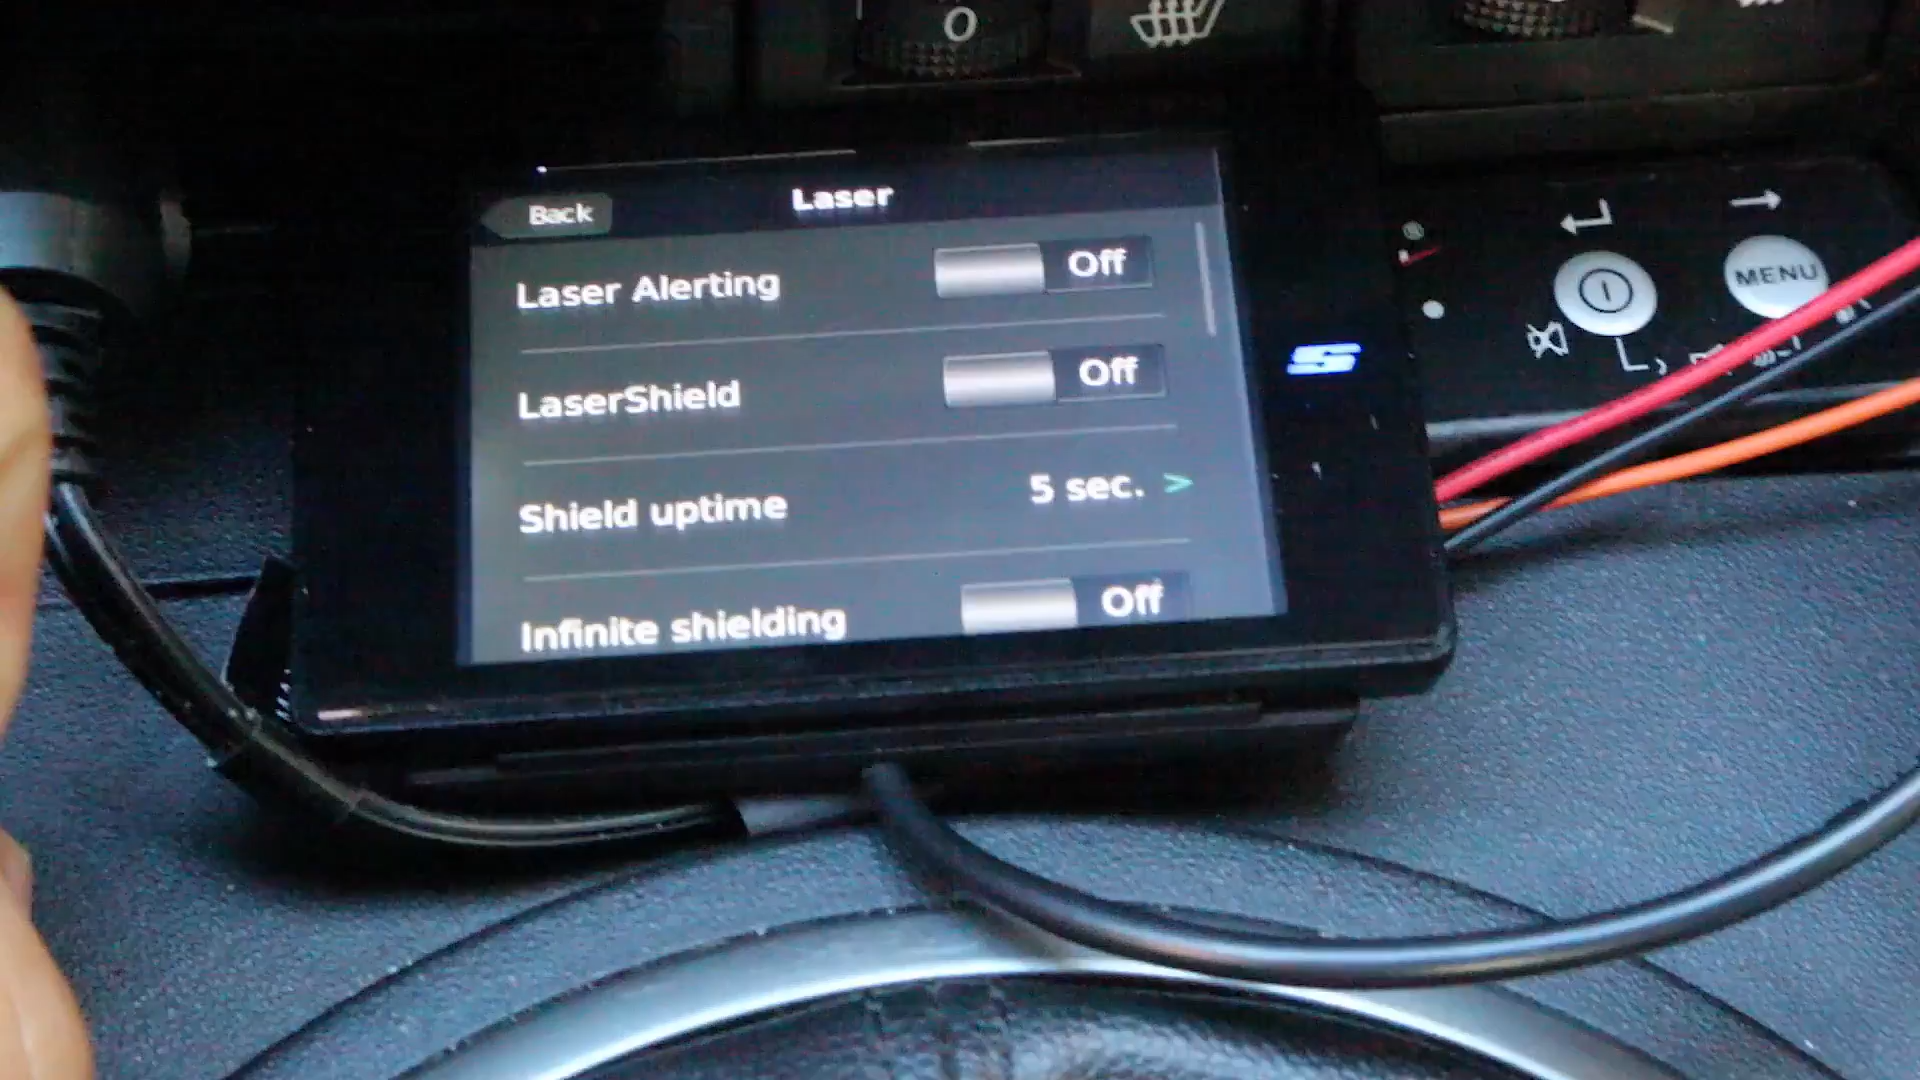 O
Back
Laser
Laser Alerting Off
LaserShield Off
Shield uptime 5 sec. >
Infinite shielding Off
MENU